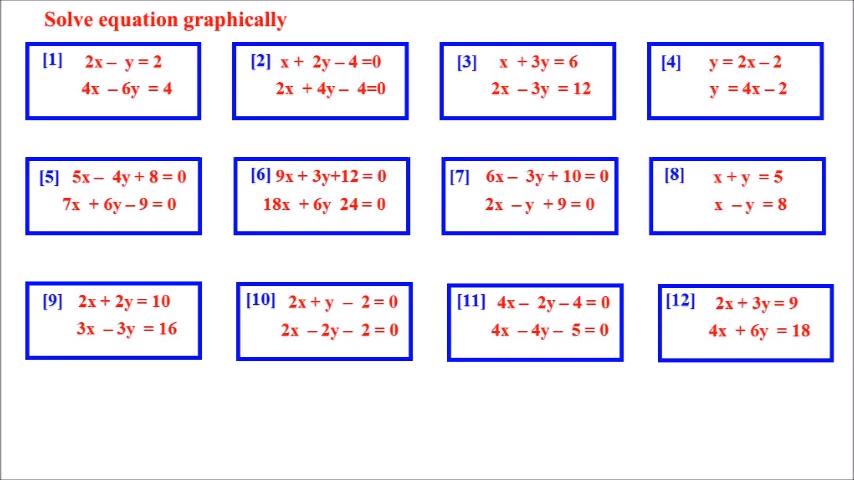 Solve equation graphically
[1] 2x – y = 2
4x – 6y = 4
[2] x + 2y – 4 =0
2x + 4y – 4=0
[3] x + 3y = 6
2x – 3y = 12
[4] y = 2x – 2
y = 4x – 2
[5] 5x – 4y + 8 = 0
7x + 6y – 9 = 0
[6] 9x + 3y+12 = 0
18x + 6y 24 = 0
[7] 6x – 3y + 10 = 0
2x – y + 9 = 0
[8] x + y = 5
x – y = 8
[9] 2x + 2y = 10
3x – 3y = 16
[10] 2x + y – 2 = 0
2x – 2y – 2 = 0
[11] 4x – 2y – 4 = 0
4x – 4y – 5 = 0
[12] 2x + 3y = 9
4x + 6y = 18